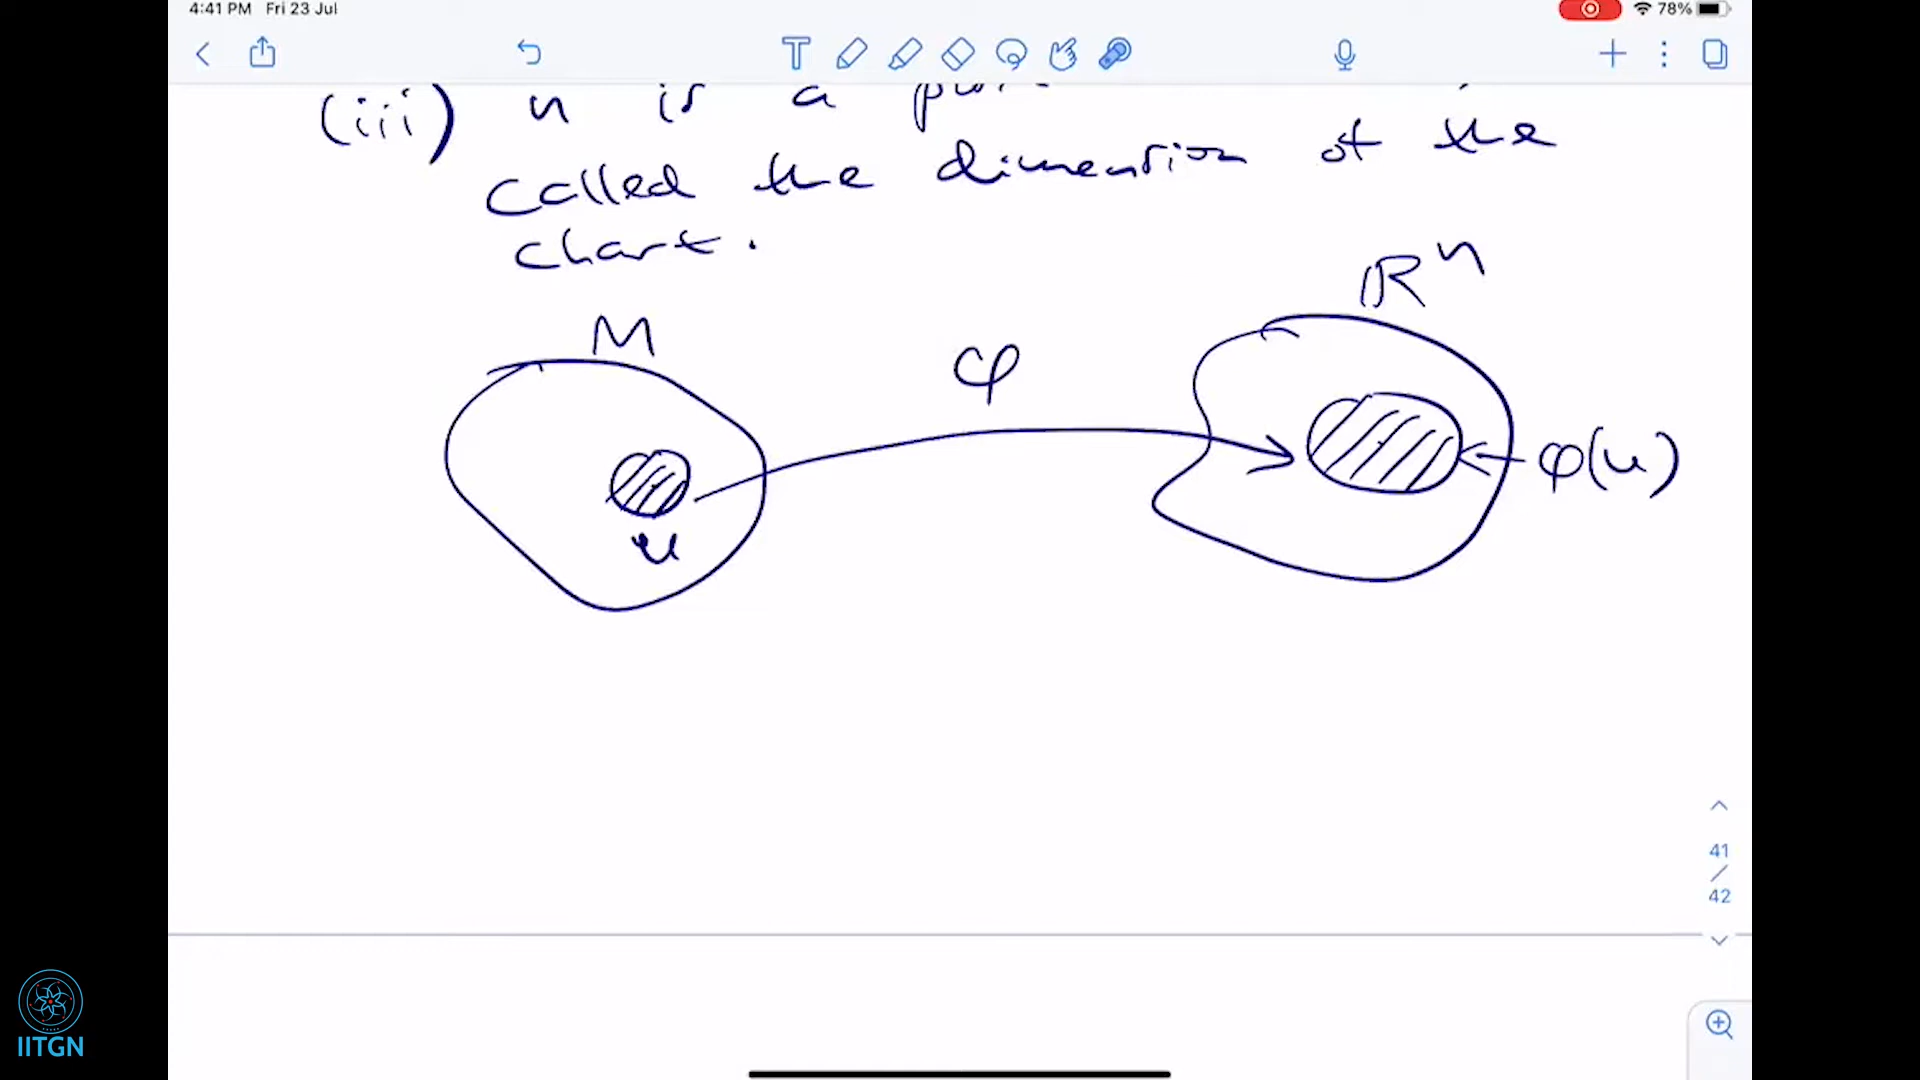 4:41 PM Fri 23 Jul
78%
(iii) n is a
called the dimension of the
chart.
M
φ
ℝⁿ
U
φ(U)
41
/
42
IITGN